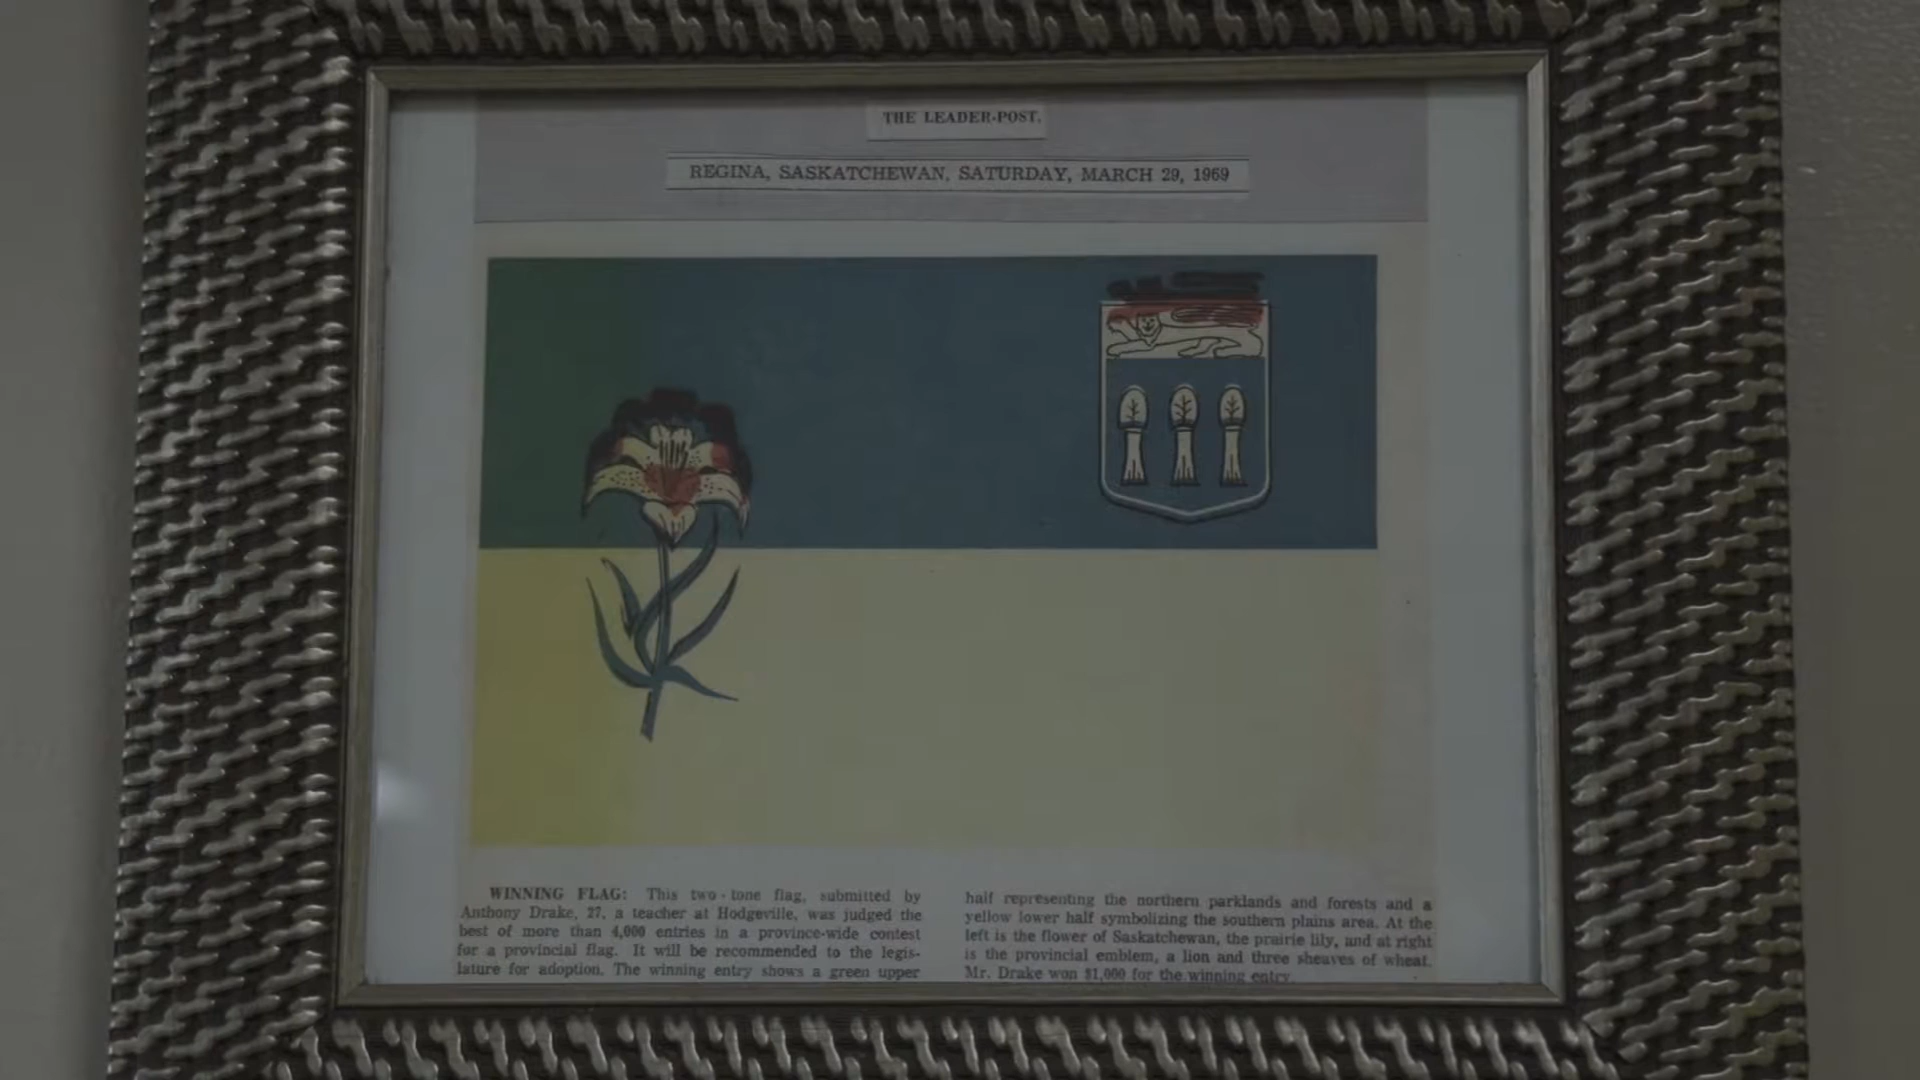 THE LEADER-POST.
REGINA, SASKATCHEWAN, SATURDAY, MARCH 29, 1969
WINNING FLAG: This two-tone flag, submitted by
Anthony Drake, 27, a teacher at Hodgeville, was judged the
best of more than 4,000 entries in a province-wide contest
for a provincial flag. It will be recommended to the legis-
lature for adoption. The winning entry shows a green upper
half representing the northern parklands and forests and a
yellow lower half symbolizing the southern plains area. At the
left is the flower of Saskatchewan, the prairie lily, and at right
is the provincial emblem, a lion and three sheaves of wheat.
Mr. Drake won $1,000 for the winning entry.